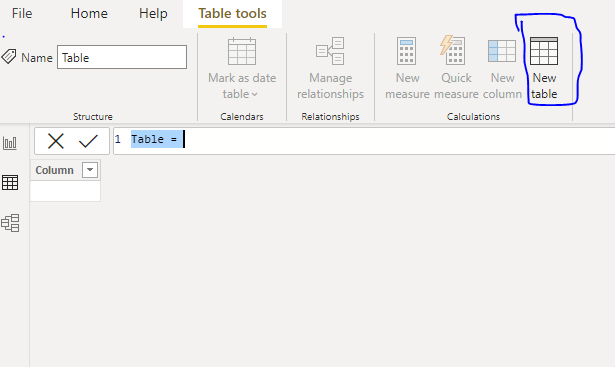 File Home Help Table tools
Name Table
Mark as date
table
Manage
relationships
New
measure
Quick
measure
New
column
New
table
Structure Calendars Relationships Calculations
1 Table =
Column